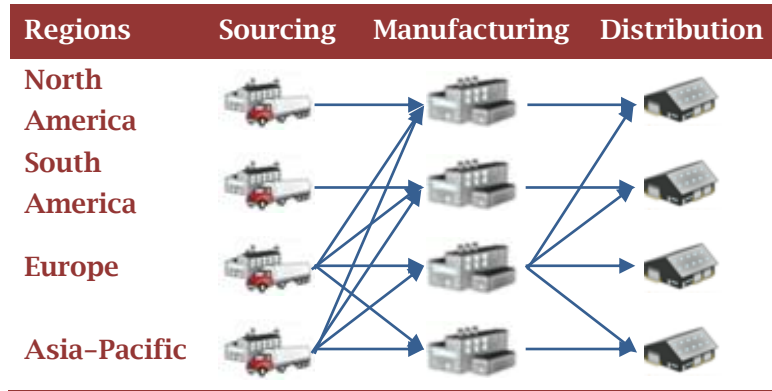 Regions Sourcing Manufacturing Distribution
North
America
South
America
Europe
Asia-Pacific